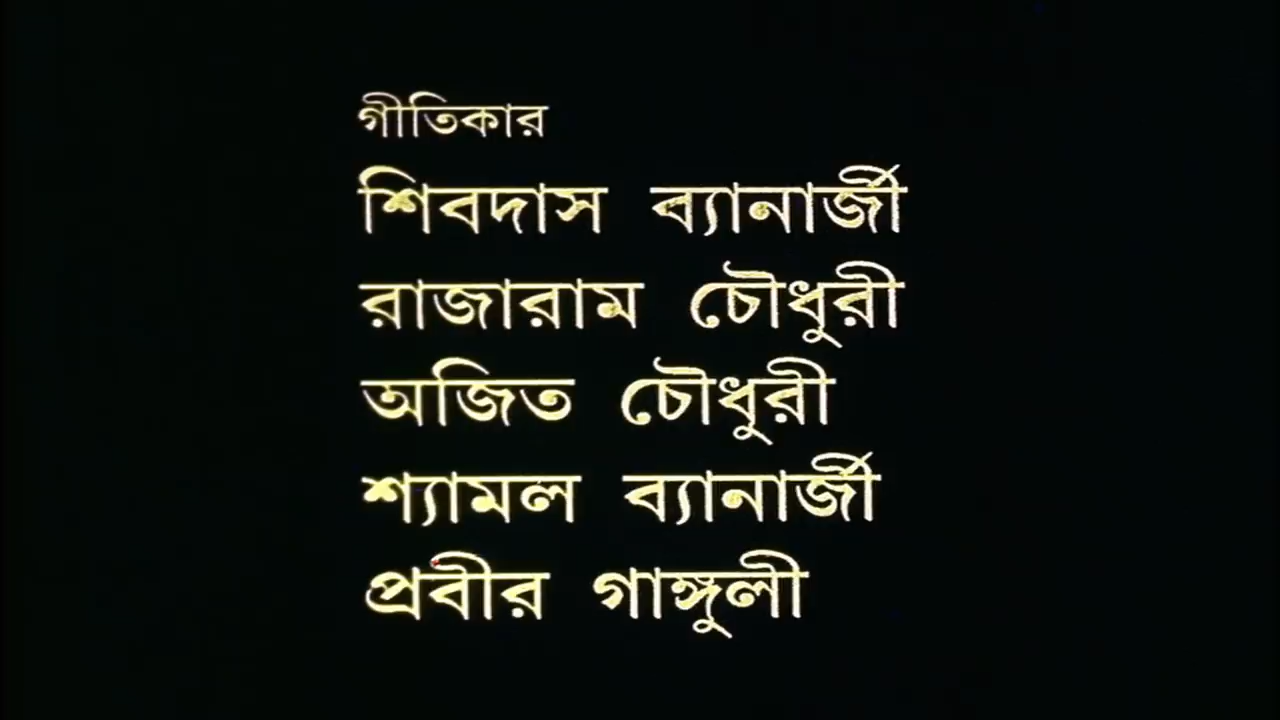 গীতিকার
শিবদাস ব্যানার্জী
রাজারাম চৌধুরী
অজিত চৌধুরী
শ্যামল ব্যানার্জী
প্রবীর গাঙ্গুলী